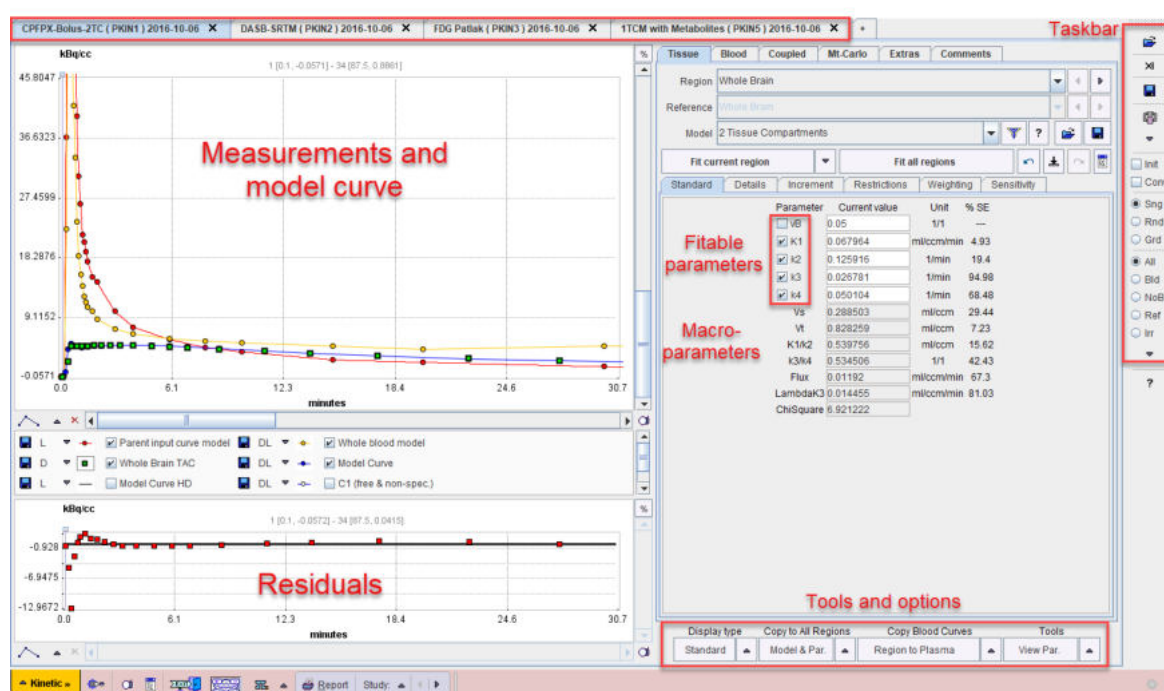 CPFPX-Bolus-2TC ( PKIN1 ) 2016-10-06 X DASB-SRTM ( PKIN2 ) 2016-10-06 X FDG Patlak ( PKIN3 ) 2016-10-06 X 1TCM with Metabolites ( PKIN5 ) 2016-10-06 X + Taskbar
kBq/cc
1 [0.1, -0.0571] - 34 [87.5, 0.8861]
%
45.8047
36.6323
27.4599
18.2876
9.1152
-0.0571
Measurements and
model curve
0.0 6.1 12.3 18.4 24.6 30.7
minutes
L Parent input curve model DL Whole blood model
D Whole Brain TAC DL Model Curve
L Model Curve HD DL C1 (free & non-spec.)
kBq/cc
1 [0.1, -0.0572] - 34 [87.5, 0.0415]
%
-0.928
-6.9475
-12.9672
Residuals
0.0 6.1 12.3 18.4 24.6 30.7
minutes
Tissue Blood Coupled Mt-Carlo Extras Comments
Region Whole Brain
Reference Whole Brain
Model 2 Tissue Compartments ?
Fit current region Fit all regions
Standard Details Increment Restrictions Weighting Sensitivity
Parameter Current value Unit % SE
vB 0.05 1/1 ---
K1 0.067964 ml/ccm/min 4.93
k2 0.125916 1/min 19.4
k3 0.026781 1/min 94.98
k4 0.050104 1/min 68.48
Vs 0.288503 ml/ccm 29.44
Vt 0.828259 ml/ccm 7.23
K1/k2 0.539756 ml/ccm 15.62
k3/k4 0.534506 1/1 42.43
Flux 0.01192 ml/ccm/min 67.3
LambdaK3 0.014455 ml/ccm/min 81.03
ChiSquare 6.921222
Fitable
parameters
Macro-
parameters
Init
Con
Sng
Rnd
Grd
All
Bld
NoB
Ref
Irr
?
Tools and options
Display type Copy to All Regions Copy Blood Curves Tools
Standard Model & Par. Region to Plasma View Par.
Kinetic » Report Study: